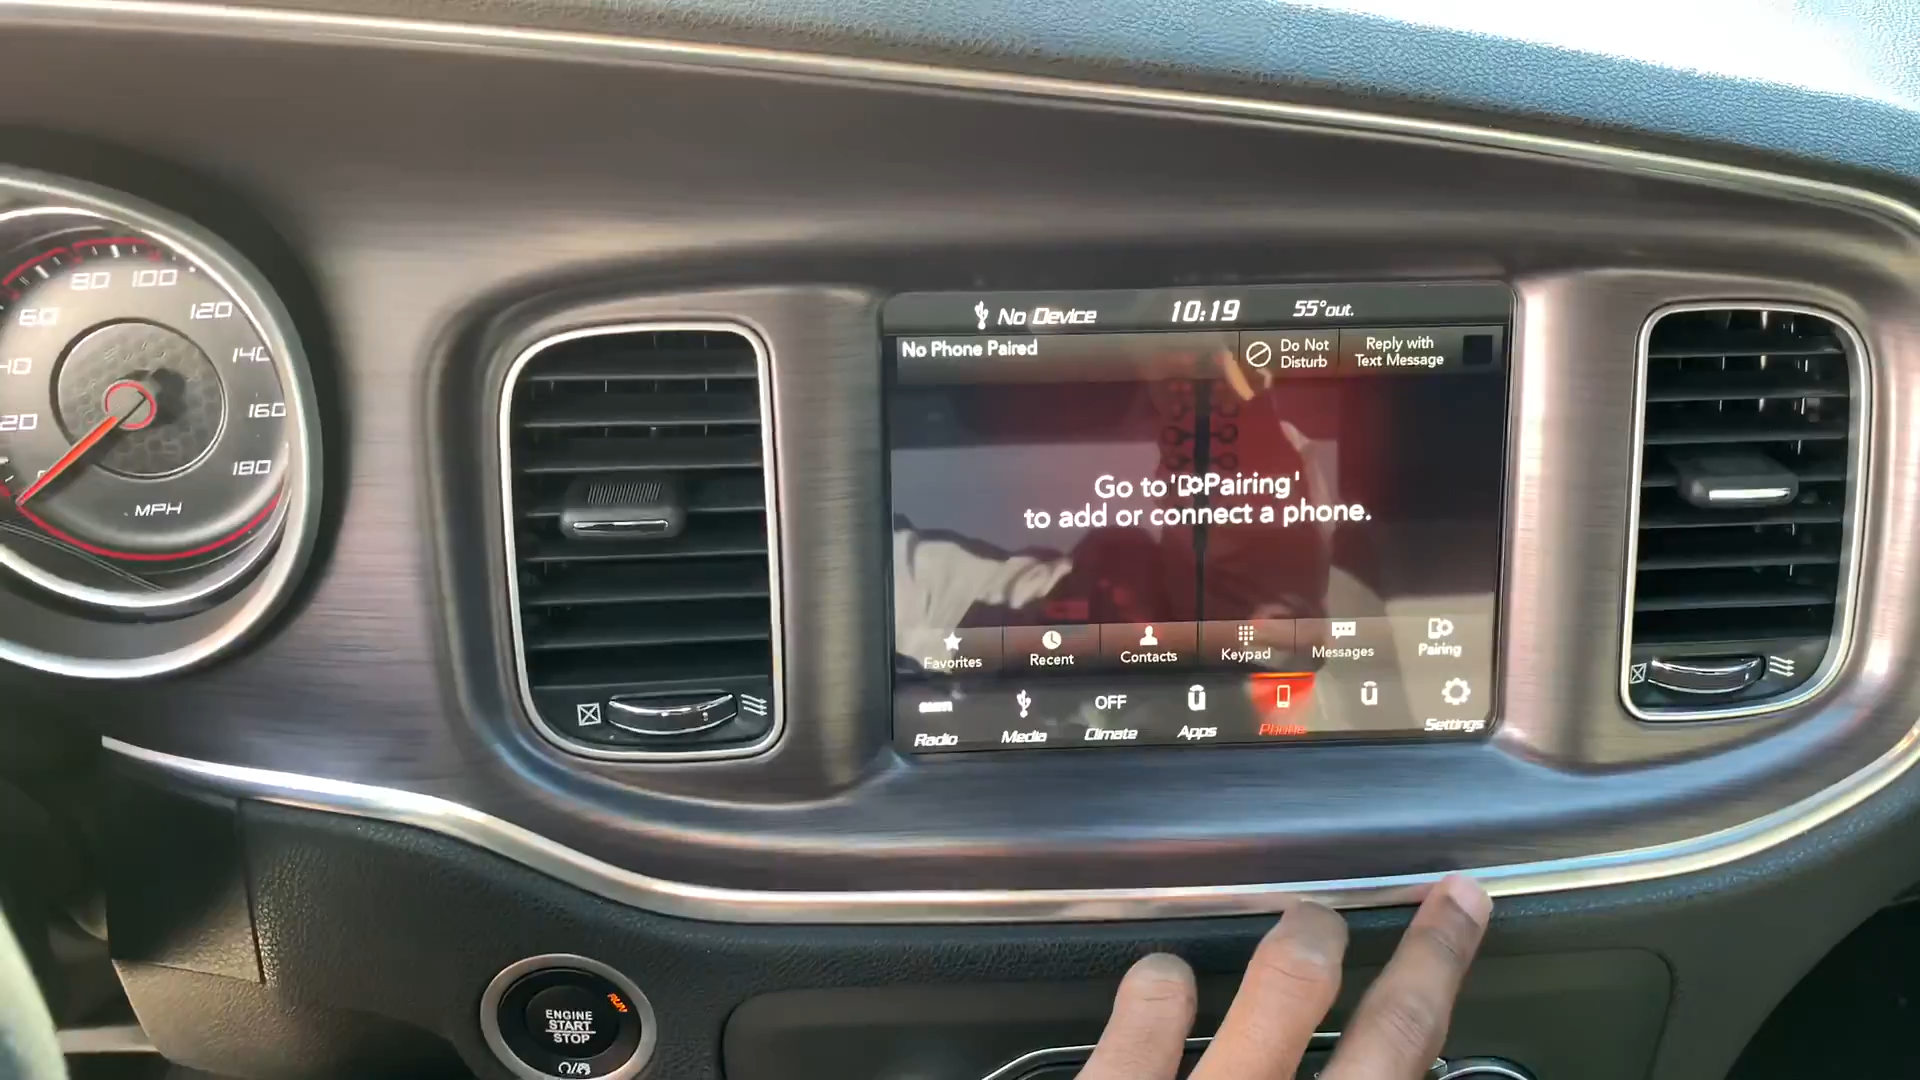 80 100
60 120
40 140
20 160
180
MPH
No Device 10:19 55°out.
No Phone Paired
Do Not
Disturb
Reply with
Text Message
Go to 'Pairing'
to add or connect a phone.
Favorites Recent Contacts Keypad Messages Pairing
OFF
Radio Media Climate Apps Phone Settings
ENGINE
START
STOP
RUN